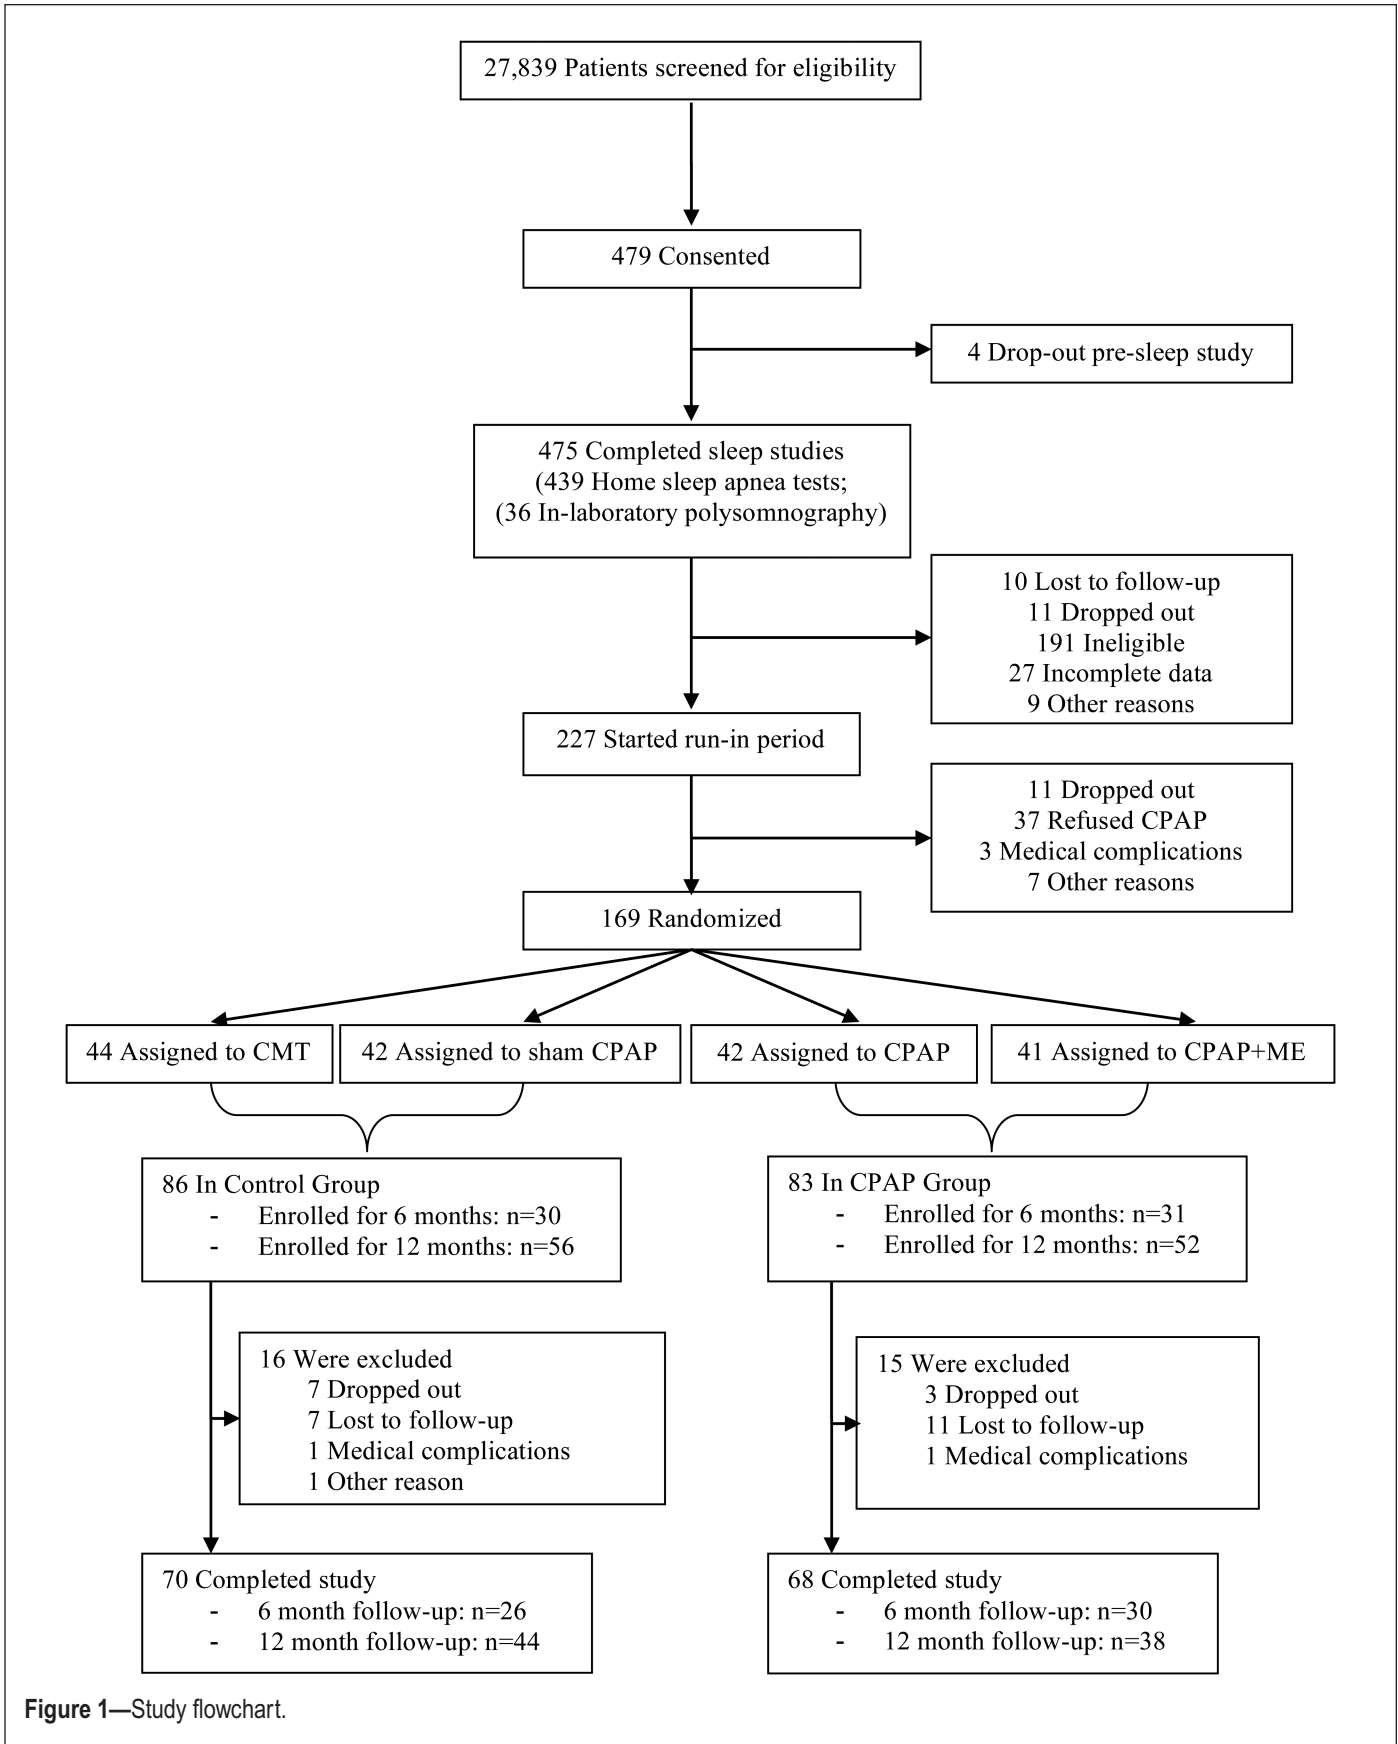 27,839 Patients screened for eligibility
479 Consented
4 Drop-out pre-sleep study
475 Completed sleep studies
(439 Home sleep apnea tests;
(36 In-laboratory polysomnography)
10 Lost to follow-up
11 Dropped out
191 Ineligible
27 Incomplete data
9 Other reasons
227 Started run-in period
11 Dropped out
37 Refused CPAP
3 Medical complications
7 Other reasons
169 Randomized
44 Assigned to CMT
42 Assigned to sham CPAP
42 Assigned to CPAP
41 Assigned to CPAP+ME
86 In Control Group
- Enrolled for 6 months: n=30
- Enrolled for 12 months: n=56
83 In CPAP Group
- Enrolled for 6 months: n=31
- Enrolled for 12 months: n=52
16 Were excluded
7 Dropped out
7 Lost to follow-up
1 Medical complications
1 Other reason
15 Were excluded
3 Dropped out
11 Lost to follow-up
1 Medical complications
70 Completed study
- 6 month follow-up: n=26
- 12 month follow-up: n=44
68 Completed study
- 6 month follow-up: n=30
- 12 month follow-up: n=38
Figure 1—Study flowchart.